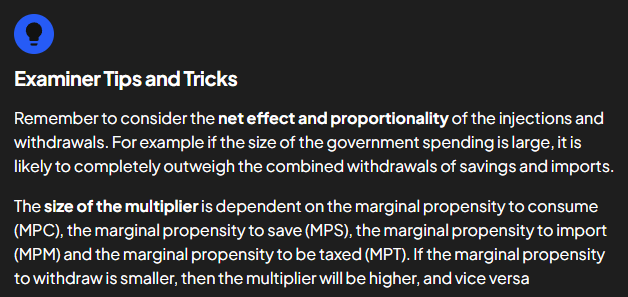 Examiner Tips and Tricks
Remember to consider the net effect and proportionality of the injections and
withdrawals. For example if the size of the government spending is large, it is
likely to completely outweigh the combined withdrawals of savings and imports.
The size of the multiplier is dependent on the marginal propensity to consume
(MPC), the marginal propensity to save (MPS), the marginal propensity to import
(MPM) and the marginal propensity to be taxed (MPT). If the marginal propensity
to withdraw is smaller, then the multiplier will be higher, and vice versa